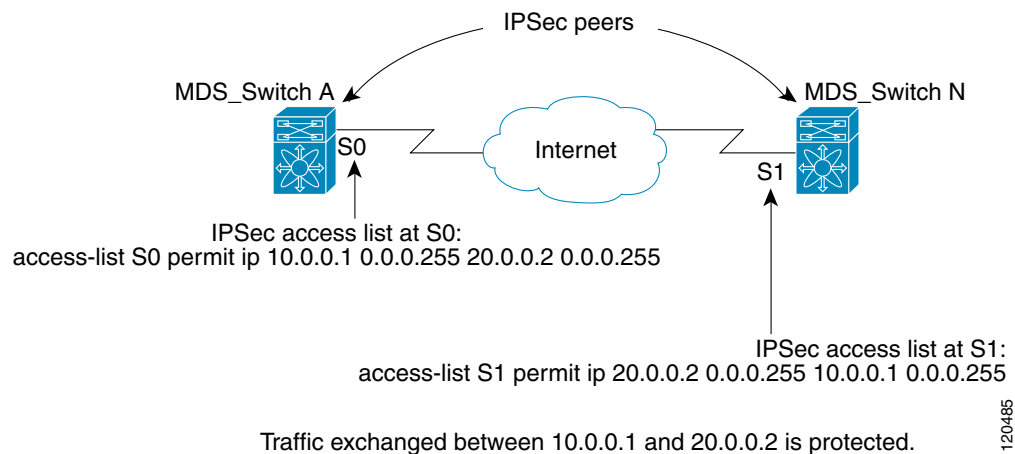 IPSec peers
MDS_Switch A
MDS_Switch N
S0
Internet
S1
IPSec access list at S0:
access-list S0 permit ip 10.0.0.1 0.0.0.255 20.0.0.2 0.0.0.255
IPSec access list at S1:
access-list S1 permit ip 20.0.0.2 0.0.0.255 10.0.0.1 0.0.0.255
Traffic exchanged between 10.0.0.1 and 20.0.0.2 is protected.
120485